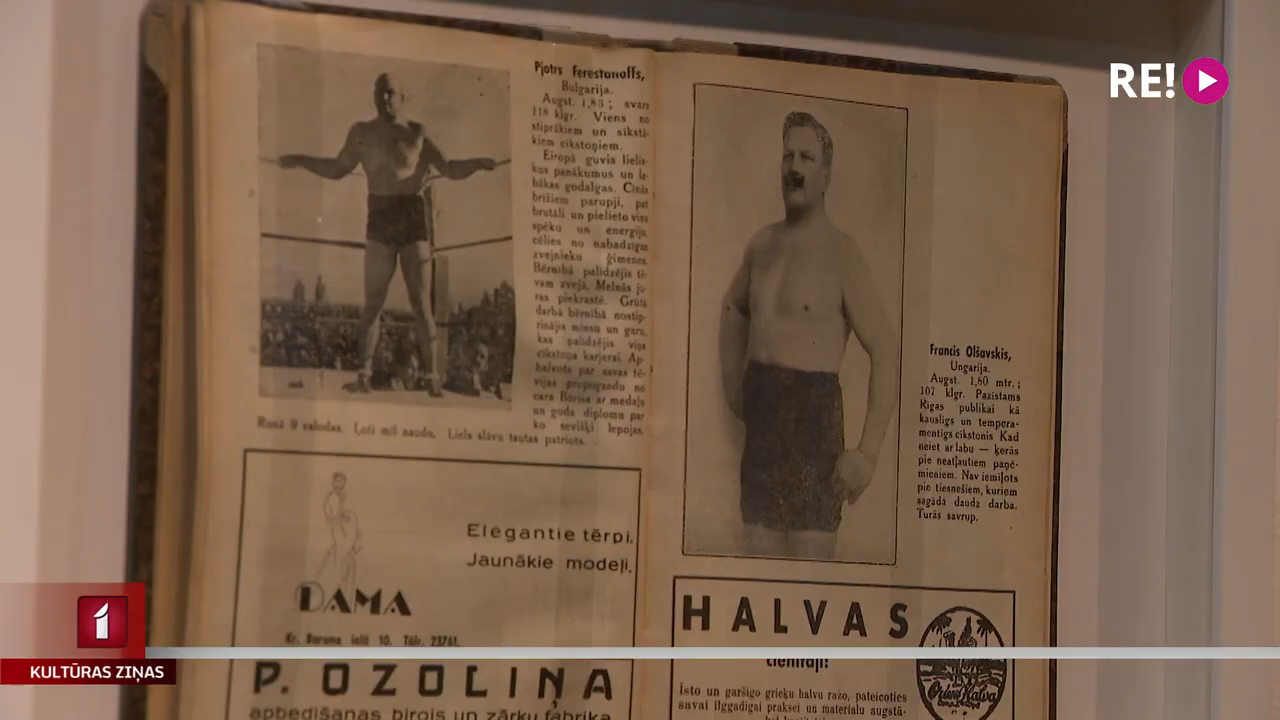 RE!
Pjotrs Ferestanoffs,
Bulgarija.
Augst. 1,83; svars
118 klgr. Viens no
stiprākiem un sīkstā-
kiem cīkstoņiem.
Eiropā guvis lielis-
kus panākumus un la-
bākas godalgas. Cīnās
brīžiem parupji, pat
brutāli un pielieto visu
spēku un enerģiju.
cēlies no nabadzīgas
zvejnieku ģimenes.
Bērnībā palīdzējis tē-
vam zvejā, Melnās jū-
ras piekrastē. Grūts
darbs bērnībā nostip-
rinājis miesu un garu,
kas palīdzējis viņa
cīkstoņa karjerai. Ap-
balvots par savas tē-
vijas propogandu no
cara Borisa ar medaļu
un goda diplomu par
ko sevišķi lepojas.
Runā 9 valodas. Ļoti mīl naudu. Liels slāvu tautas patriots.
Elegantie tērpi,
Jaunākie modeļi,
DAMA
Kr. Barona ielā 10. Tālr. 23761.
P. OZOLIŅA
apbedīšanas birojs un zārku fabrika
Francis Olšavskis,
Ungarija.
Augst. 1,80 mtr.;
107 klgr. Pazīstams
Rīgas publikai kā
kauslīgs un tempera-
mentīgs cīkstonis Kad
neiet ar labu — ķerās
pie neatļautiem paņē-
mieniem. Nav iemīļots
pie tiesnešiem, kuriem
sagādā daudz darba.
Turās savrup.
HALVAS
cienītāji!
Īsto un garšīgo grieķu halvu ražo, pateicoties
savai ilggadīgai praksei un materialu augstā-
Orient Halva
1
KULTŪRAS ZIŅAS